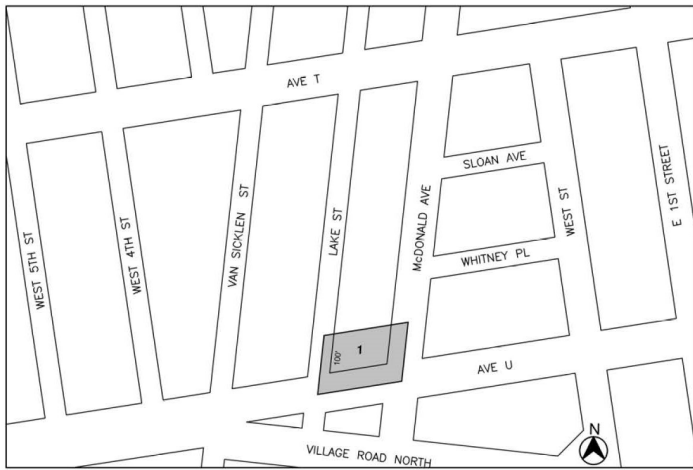 AVE T
SLOAN AVE
E 1ST STREET
WEST ST
WEST 5TH ST
WEST 4TH ST
VAN SICKLEN ST
LAKE ST
McDONALD AVE
WHITNEY PL
100'
1
AVE U
N
VILLAGE ROAD NORTH